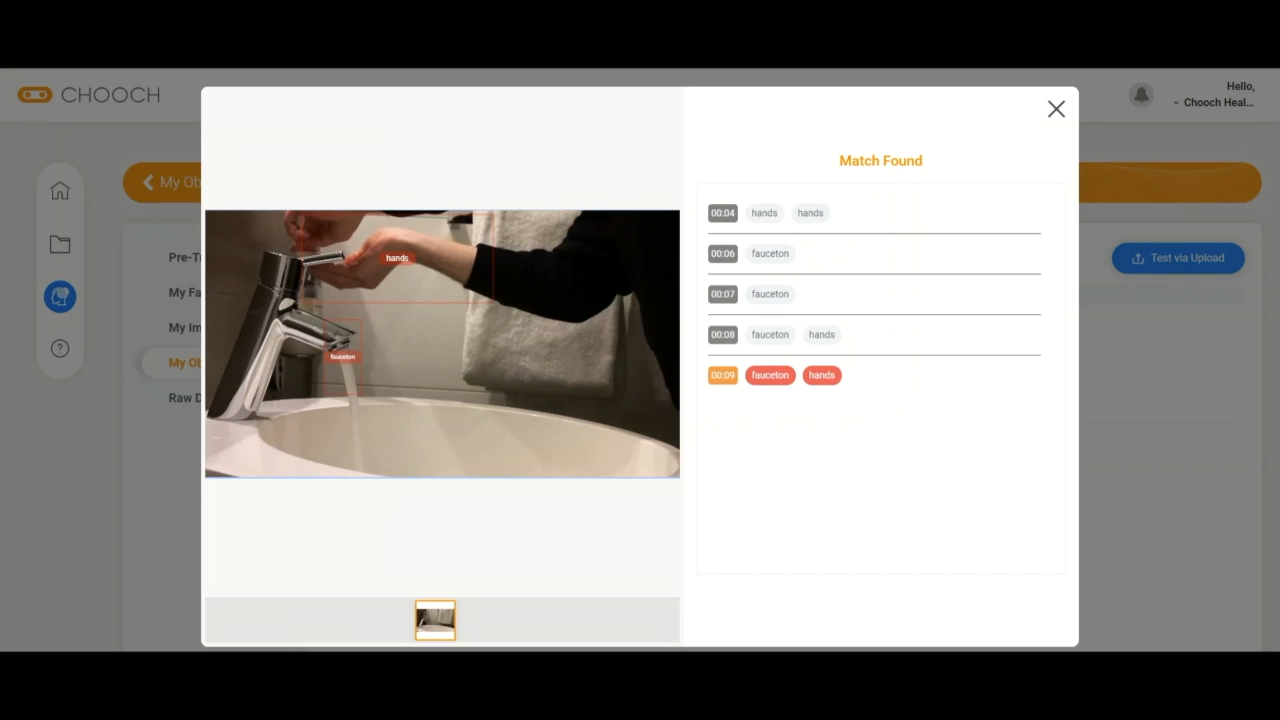 CHOOCH
Hello,
Chooch Heal...
My Ob
Pre-T
My Fa
My Im
My Ob
Raw D
Test via Upload
hands
fauceton
Match Found
00:04 hands hands
00:06 fauceton
00:07 fauceton
00:08 fauceton hands
00:09 fauceton hands